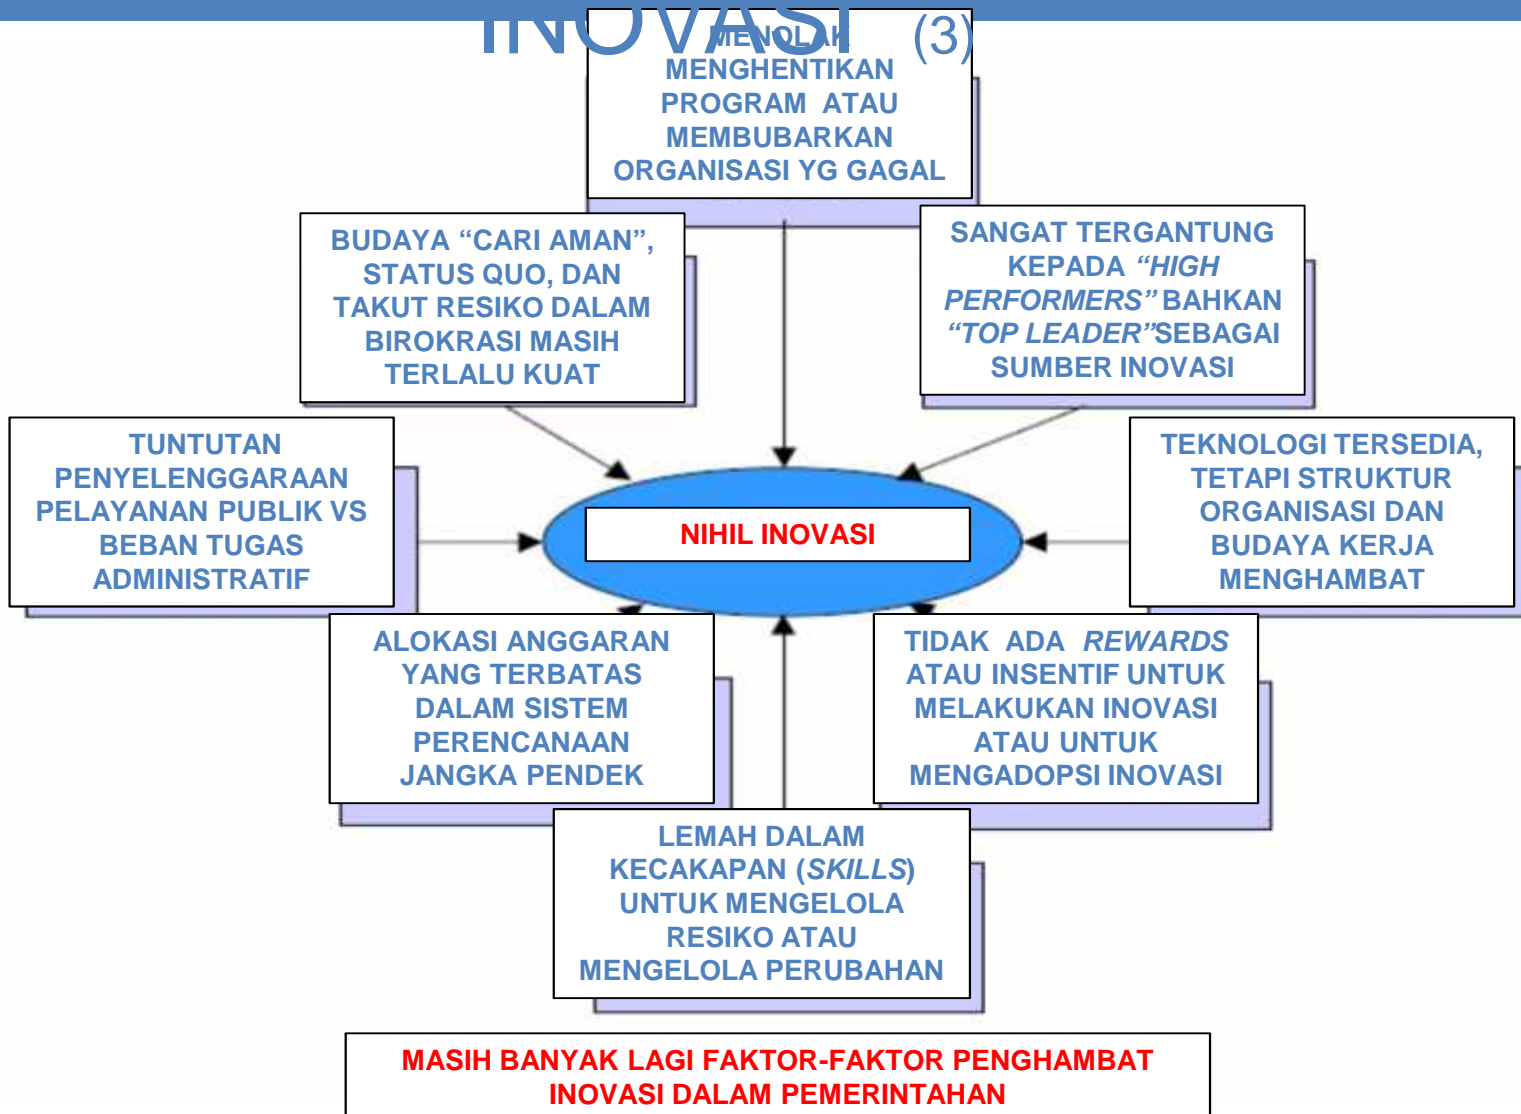 INOVASI (3)
MENOLAK
MENGHENTIKAN
PROGRAM ATAU
MEMBUBARKAN
ORGANISASI YG GAGAL
BUDAYA “CARI AMAN”,
STATUS QUO, DAN
TAKUT RESIKO DALAM
BIROKRASI MASIH
TERLALU KUAT
SANGAT TERGANTUNG
KEPADA “HIGH
PERFORMERS” BAHKAN
“TOP LEADER”SEBAGAI
SUMBER INOVASI
TUNTUTAN
PENYELENGGARAAN
PELAYANAN PUBLIK VS
BEBAN TUGAS
ADMINISTRATIF
NIHIL INOVASI
TEKNOLOGI TERSEDIA,
TETAPI STRUKTUR
ORGANISASI DAN
BUDAYA KERJA
MENGHAMBAT
ALOKASI ANGGARAN
YANG TERBATAS
DALAM SISTEM
PERENCANAAN
JANGKA PENDEK
TIDAK ADA REWARDS
ATAU INSENTIF UNTUK
MELAKUKAN INOVASI
ATAU UNTUK
MENGADOPSI INOVASI
LEMAH DALAM
KECAKAPAN (SKILLS)
UNTUK MENGELOLA
RESIKO ATAU
MENGELOLA PERUBAHAN
MASIH BANYAK LAGI FAKTOR-FAKTOR PENGHAMBAT
INOVASI DALAM PEMERINTAHAN